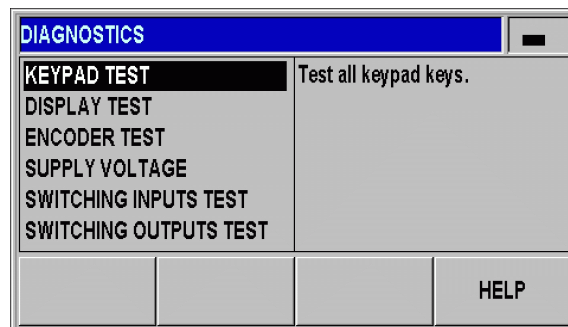 DIAGNOSTICS
KEYPAD TEST
DISPLAY TEST
ENCODER TEST
SUPPLY VOLTAGE
SWITCHING INPUTS TEST
SWITCHING OUTPUTS TEST
Test all keypad keys.
HELP